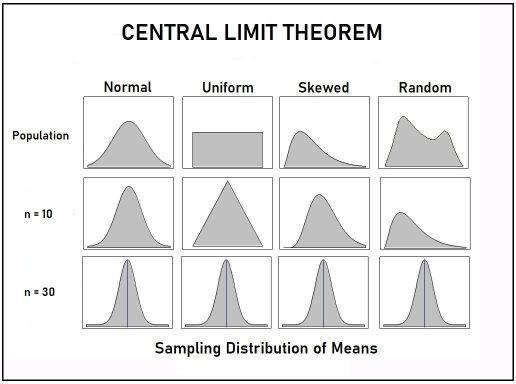 CENTRAL LIMIT THEOREM
Normal Uniform Skewed Random
Population
n = 10
n = 30
Sampling Distribution of Means